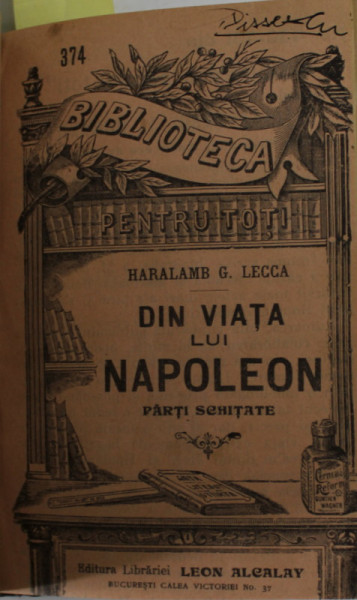 374
BIBLIOTECA
PENTRU TOȚI
HARALAMB G. LECCA
DIN VIAȚA
LUI
NAPOLEON
PĂRȚI SCHIȚATE
Editura Librăriei LEON ALCALAY
BUCUREȘTI CALEA VICTORIEI No. 37